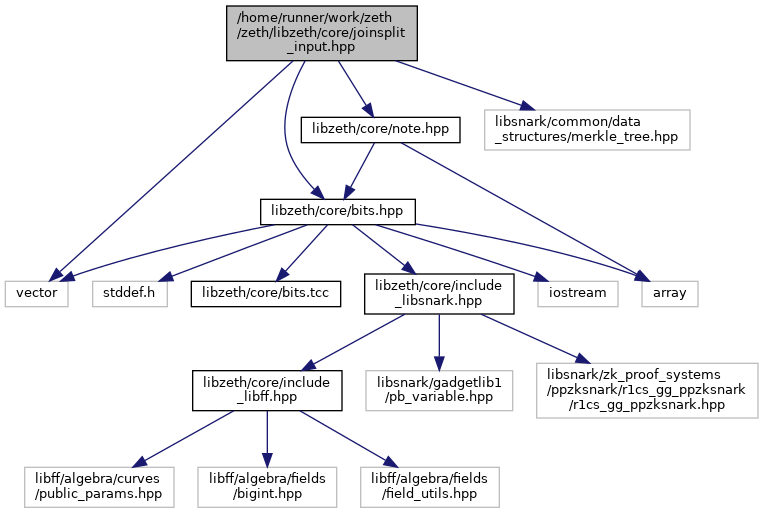 /home/runner/work/zeth
/zeth/libzeth/core/joinsplit
_input.hpp
libsnark/common/data
_structures/merkle_tree.hpp
libzeth/core/note.hpp
libzeth/core/bits.hpp
vector
stddef.h
libzeth/core/bits.tcc
libzeth/core/include
_libsnark.hpp
iostream
array
libzeth/core/include
_libff.hpp
libsnark/gadgetlib1
/pb_variable.hpp
libsnark/zk_proof_systems
/ppzksnark/r1cs_gg_ppzksnark
/r1cs_gg_ppzksnark.hpp
libff/algebra/curves
/public_params.hpp
libff/algebra/fields
/bigint.hpp
libff/algebra/fields
/field_utils.hpp